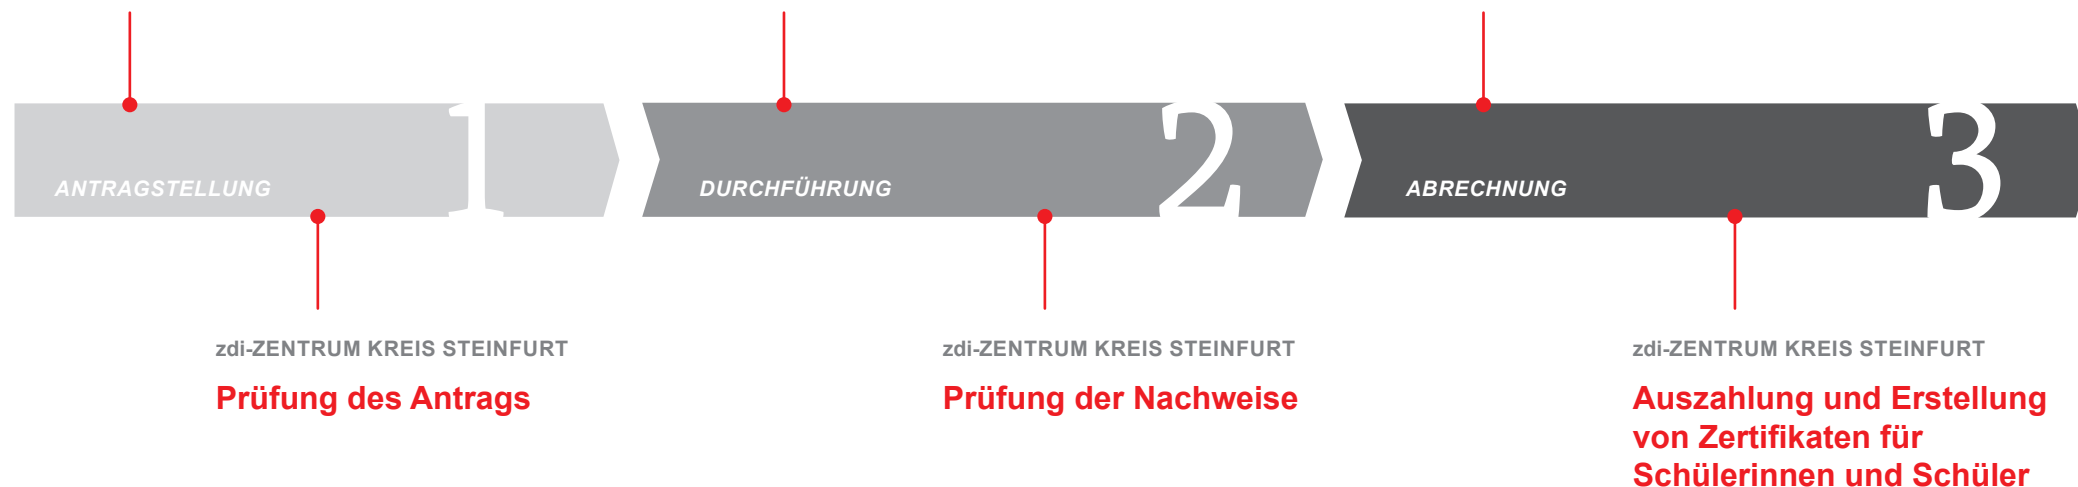 ANTRAGSTELLUNG
1
DURCHFÜHRUNG
2
ABRECHNUNG
3
zdi-ZENTRUM KREIS STEINFURT
Prüfung des Antrags
zdi-ZENTRUM KREIS STEINFURT
Prüfung der Nachweise
zdi-ZENTRUM KREIS STEINFURT
Auszahlung und Erstellung
von Zertifikaten für
Schülerinnen und Schüler